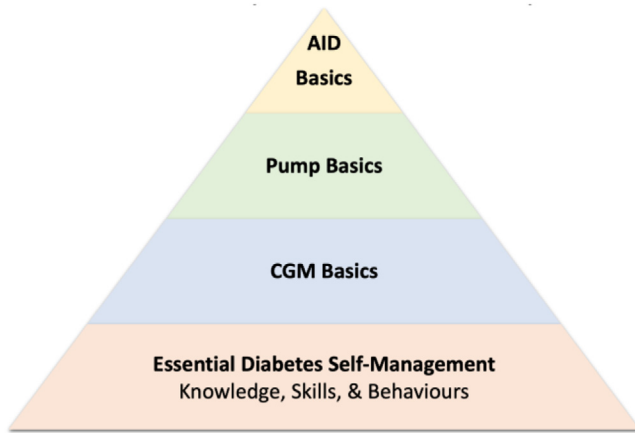 AID
Basics
Pump Basics
CGM Basics
Essential Diabetes Self-Management
Knowledge, Skills, & Behaviours